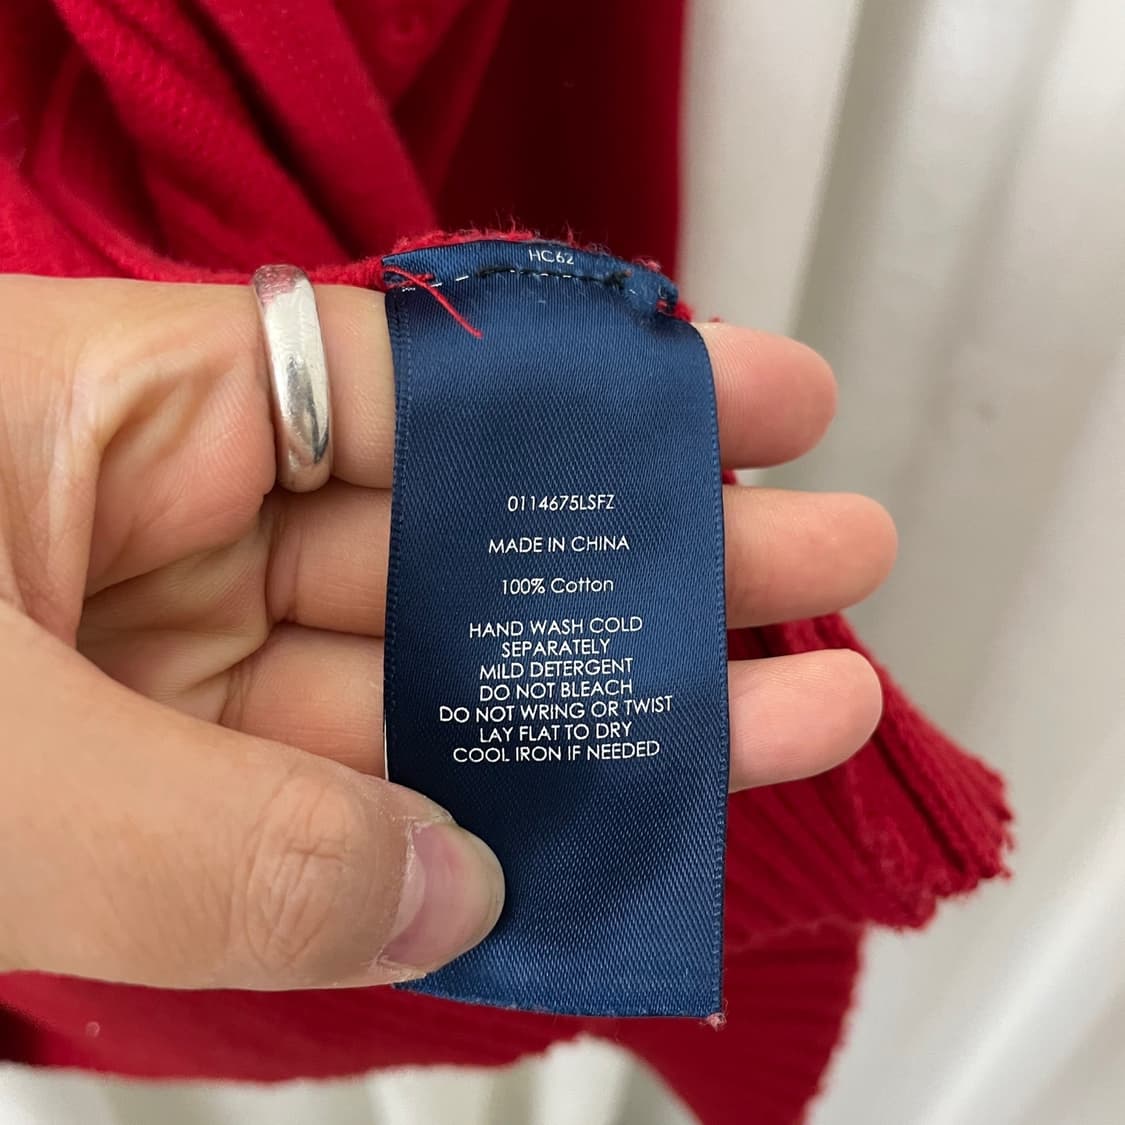 HC62
0114675LSFZ
MADE IN CHINA
100% Cotton
HAND WASH COLD
SEPARATELY
MILD DETERGENT
DO NOT BLEACH
DO NOT WRING OR TWIST
LAY FLAT TO DRY
COOL IRON IF NEEDED